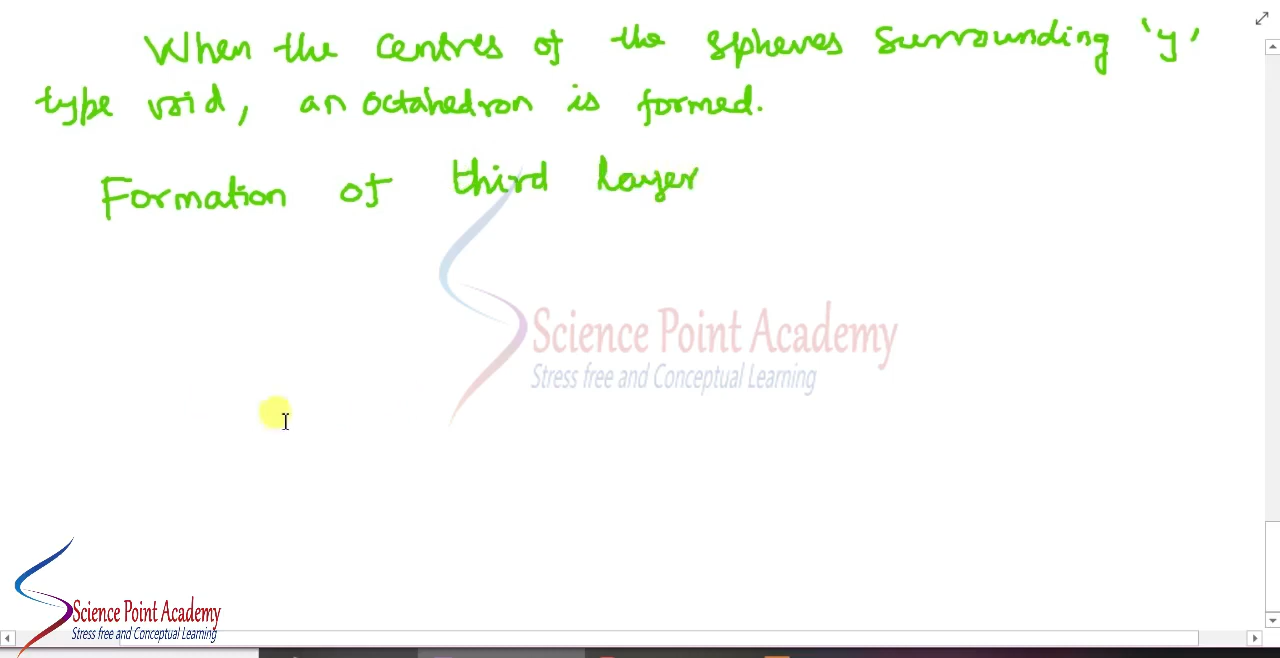 When the centres of the spheres surrounding 'y'
type void, an octahedron is formed.
Formation of third layer
Science Point Academy
Stress free and Conceptual Learning
Science Point Academy
Stress free and Conceptual Learning